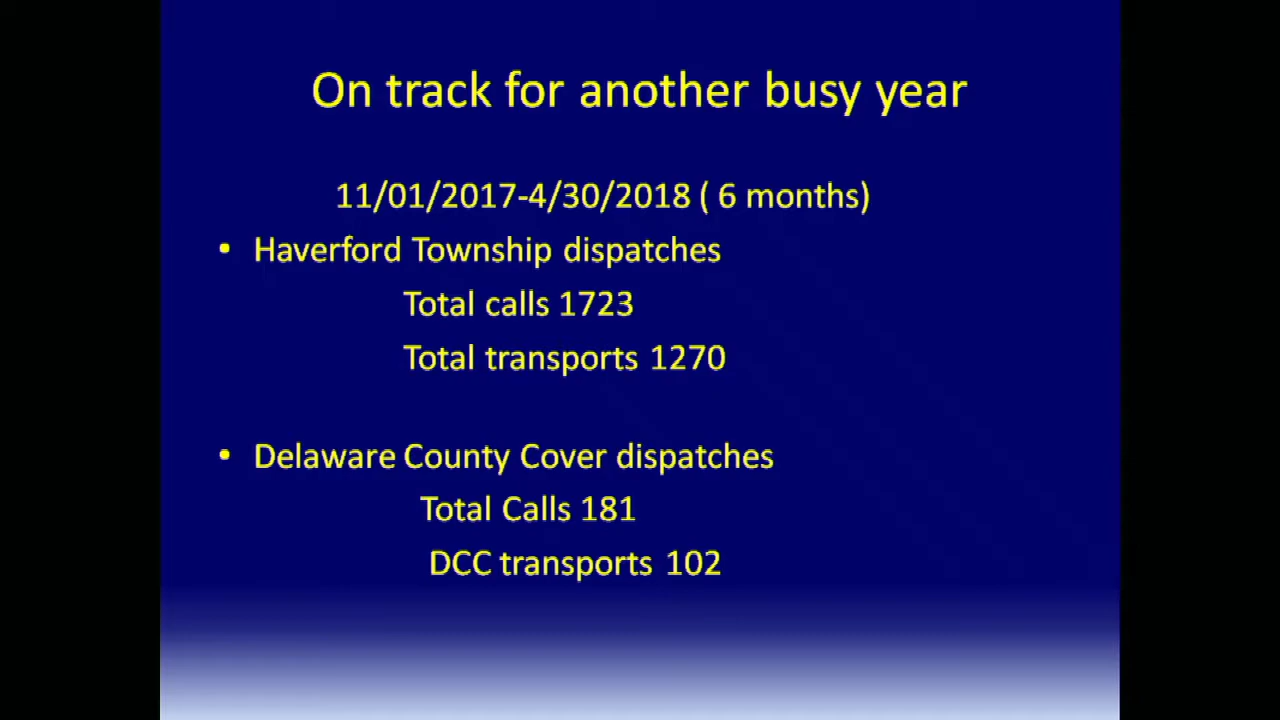 On track for another busy year
11/01/2017-4/30/2018 ( 6 months)
• Haverford Township dispatches
Total calls 1723
Total transports 1270
• Delaware County Cover dispatches
Total Calls 181
DCC transports 102